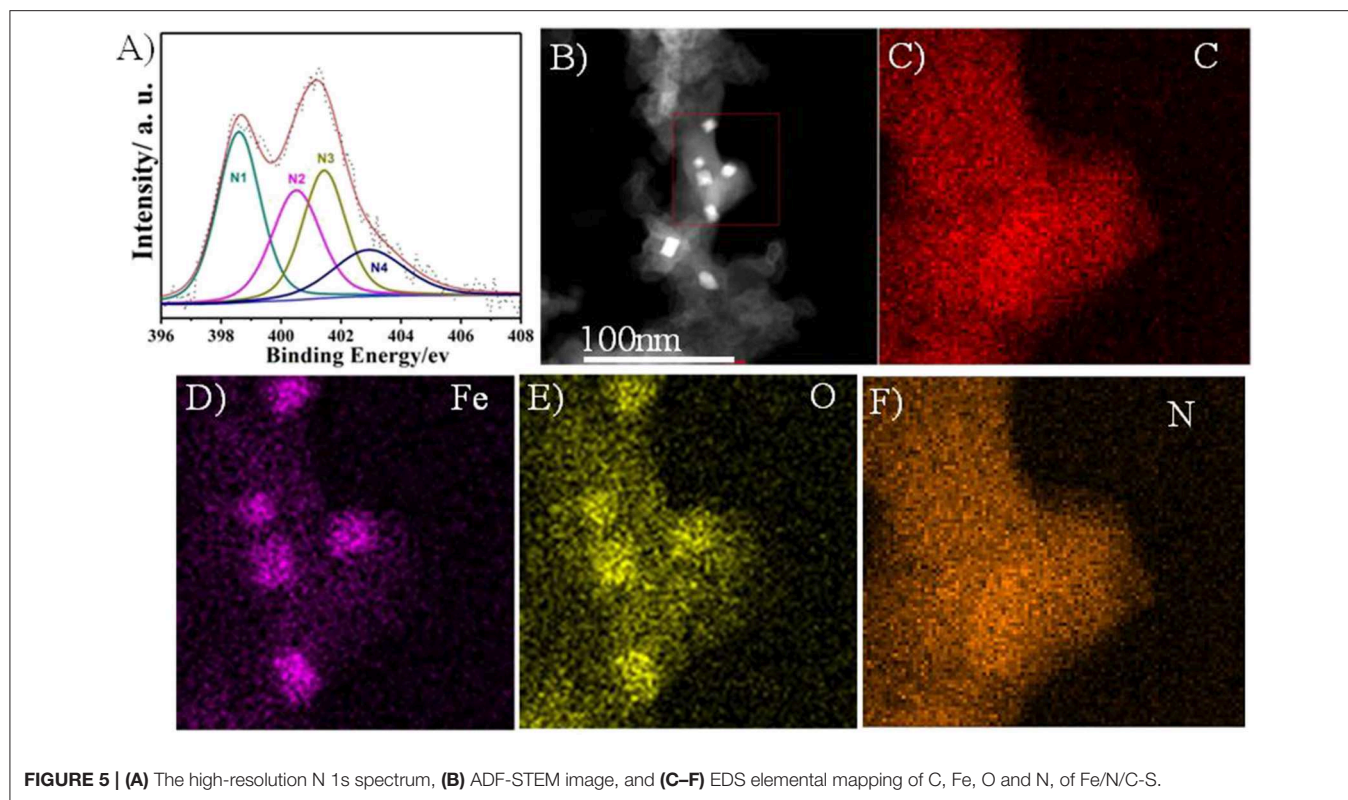 A)
Intensity/ a. u.
N1
N2
N3
N4
396 398 400 402 404 406 408
Binding Energy/ev
B)
100nm
C)
C
D)
Fe
E)
O
F)
N
FIGURE 5 | (A) The high-resolution N 1s spectrum, (B) ADF-STEM image, and (C–F) EDS elemental mapping of C, Fe, O and N, of Fe/N/C-S.